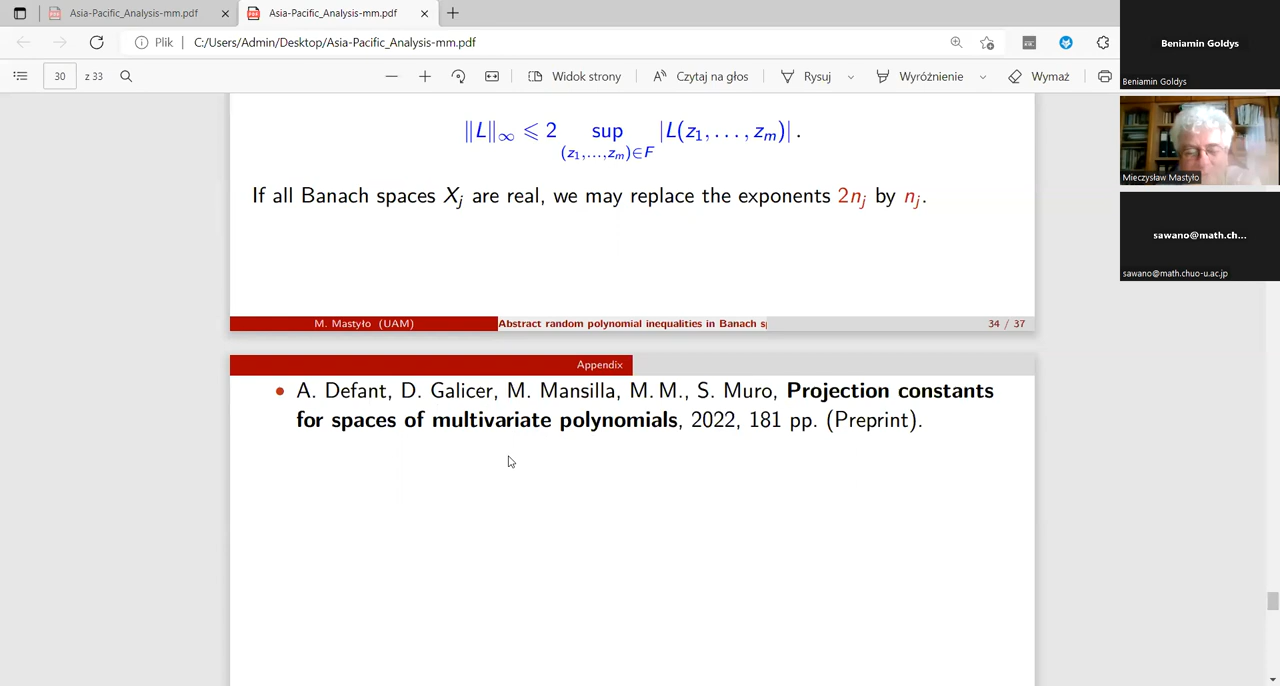 Asia-Pacific_Analysis-mm.pdf
Asia-Pacific_Analysis-mm.pdf
Plik
C:/Users/Admin/Desktop/Asia-Pacific_Analysis-mm.pdf
30
z 33
Widok strony
Czytaj na głos
Rysuj
Wyróżnienie
Wymaż
‖L‖∞ ⩽ 2 sup |L(z₁, . . . , zₘ)| .
(z₁,...,zₘ)∈F
If all Banach spaces Xⱼ are real, we may replace the exponents 2nⱼ by nⱼ.
M. Mastyło (UAM)
Abstract random polynomial inequalities in Banach sp
34 / 37
Appendix
• A. Defant, D. Galicer, M. Mansilla, M. M., S. Muro, Projection constants
for spaces of multivariate polynomials, 2022, 181 pp. (Preprint).
Beniamin Goldys
Beniamin Goldys
Mieczysław Mastyło
sawano@math.ch...
sawano@math.chuo-u.ac.jp